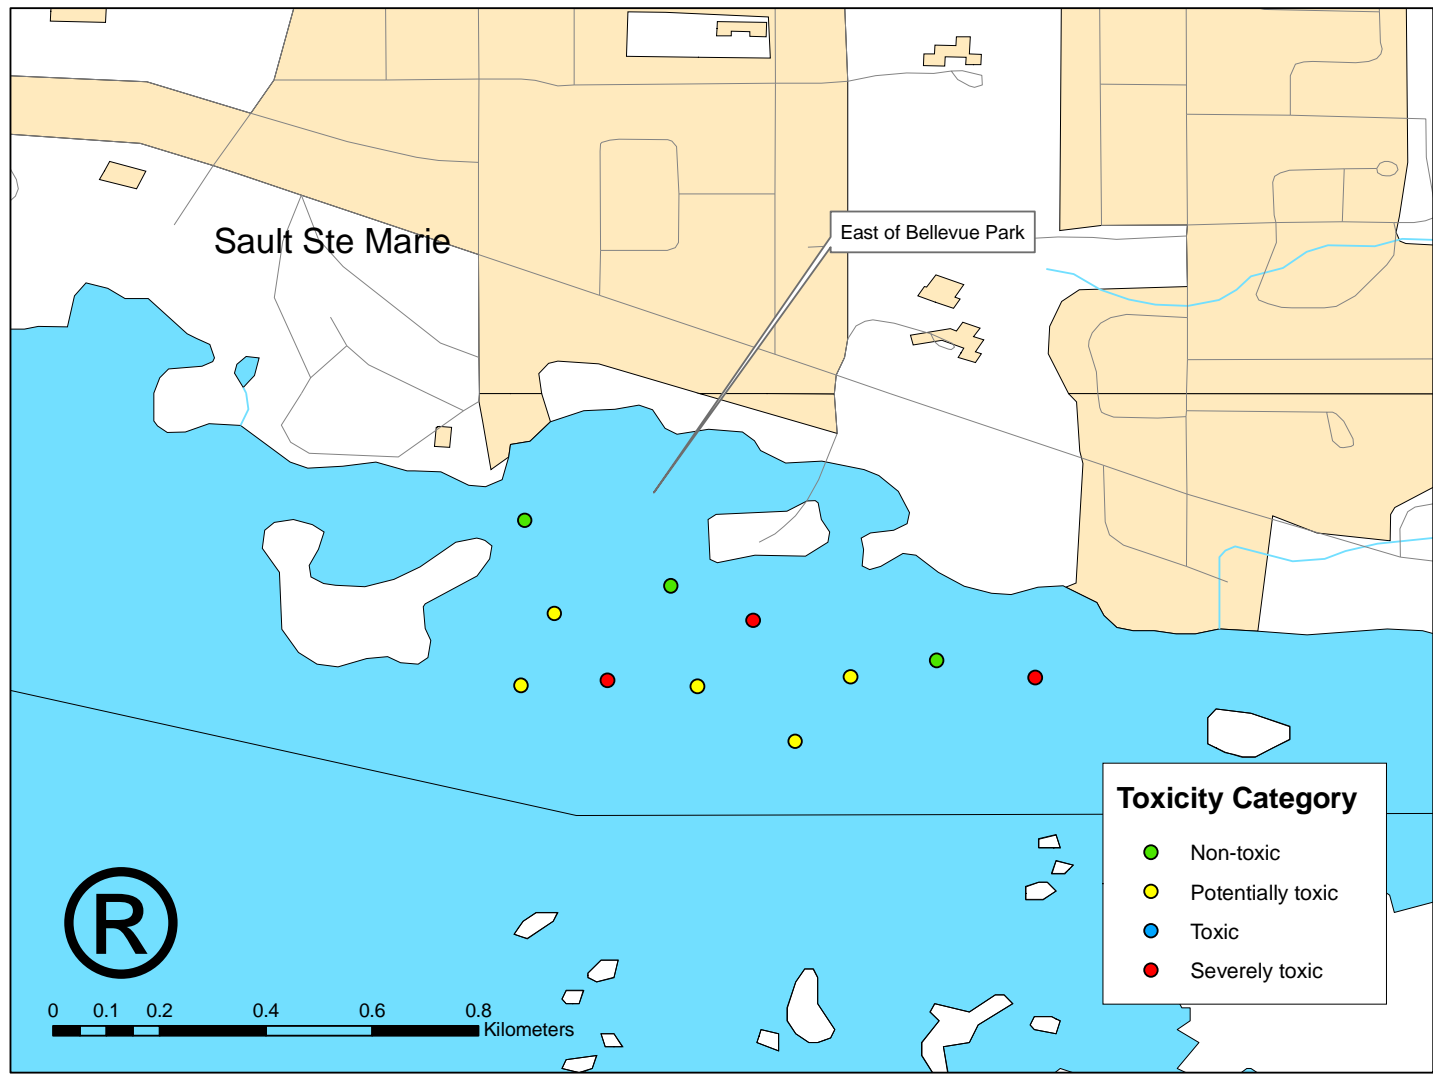 Sault Ste Marie
East of Bellevue Park
Toxicity Category
Non-toxic
Potentially toxic
Toxic
Severely toxic
®
0 0.1 0.2 0.4 0.6 0.8
Kilometers